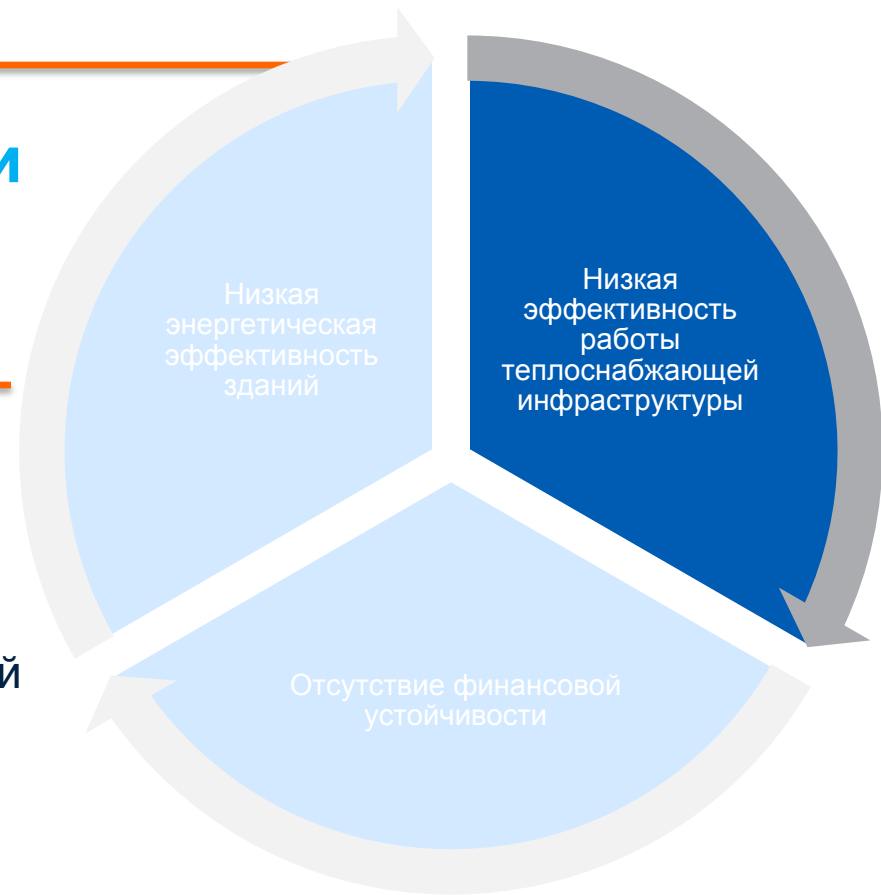 и
Низкая
энергетическая
эффективность
зданий
Низкая
эффективность
работы
теплоснабжающей
инфраструктуры
й
Отсутствие финансовой
устойчивости